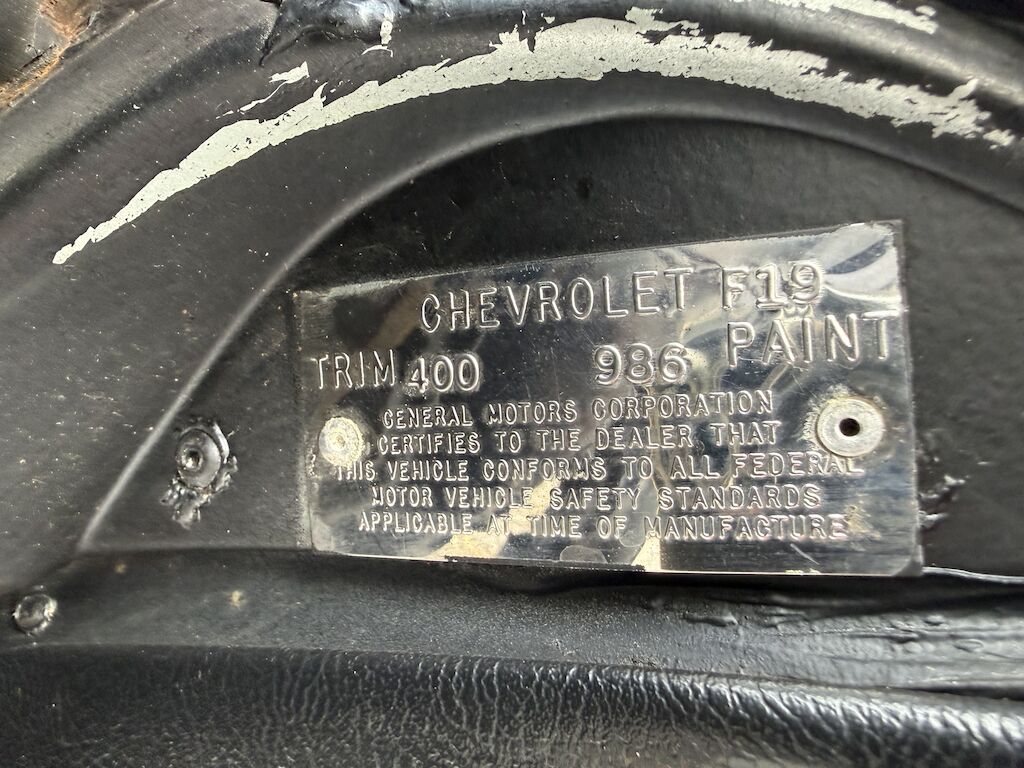 CHEVROLET F19
TRIM 400 986 PAINT
GENERAL MOTORS CORPORATION
CERTIFIES TO THE DEALER THAT
THIS VEHICLE CONFORMS TO ALL FEDERAL
MOTOR VEHICLE SAFETY STANDARDS
APPLICABLE AT TIME OF MANUFACTURE